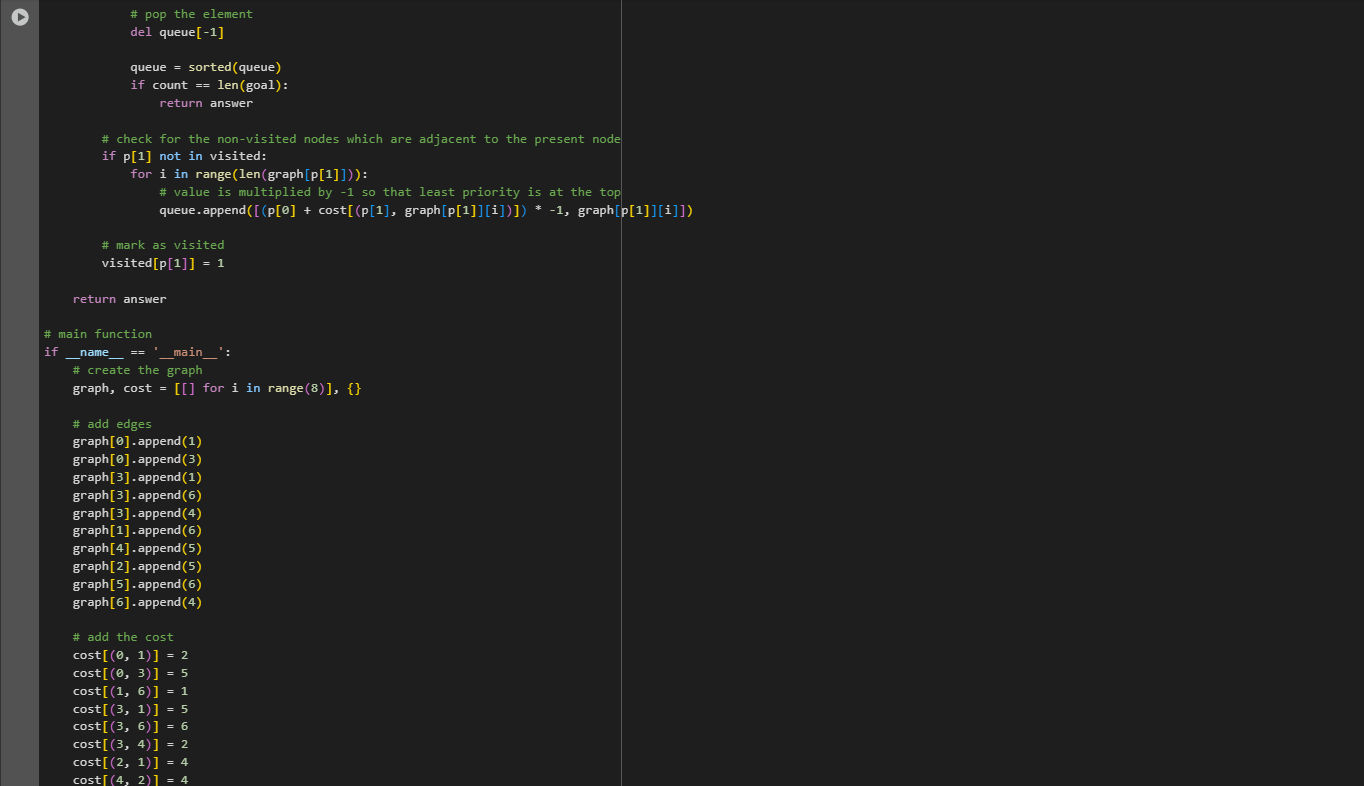 # pop the element
del queue[-1]
queue = sorted(queue)
if count == len(goal):
return answer
# check for the non-visited nodes which are adjacent to the present node
if p[1] not in visited:
for i in range(len(graph[p[1]])):
# value is multiplied by -1 so that least priority is at the top
queue.append([(p[0] + cost[(p[1], graph[p[1]][i])]) * -1, graph[p[1]][i]])
# mark as visited
visited[p[1]] = 1
return answer
# main function
if __name__ == '__main__':
# create the graph
graph, cost = [[] for i in range(8)], {}
# add edges
graph[0].append(1)
graph[0].append(3)
graph[3].append(1)
graph[3].append(6)
graph[3].append(4)
graph[1].append(6)
graph[4].append(5)
graph[2].append(5)
graph[5].append(6)
graph[6].append(4)
# add the cost
cost[(0, 1)] = 2
cost[(0, 3)] = 5
cost[(1, 6)] = 1
cost[(3, 1)] = 5
cost[(3, 6)] = 6
cost[(3, 4)] = 2
cost[(2, 1)] = 4
cost[(4, 2)] = 4